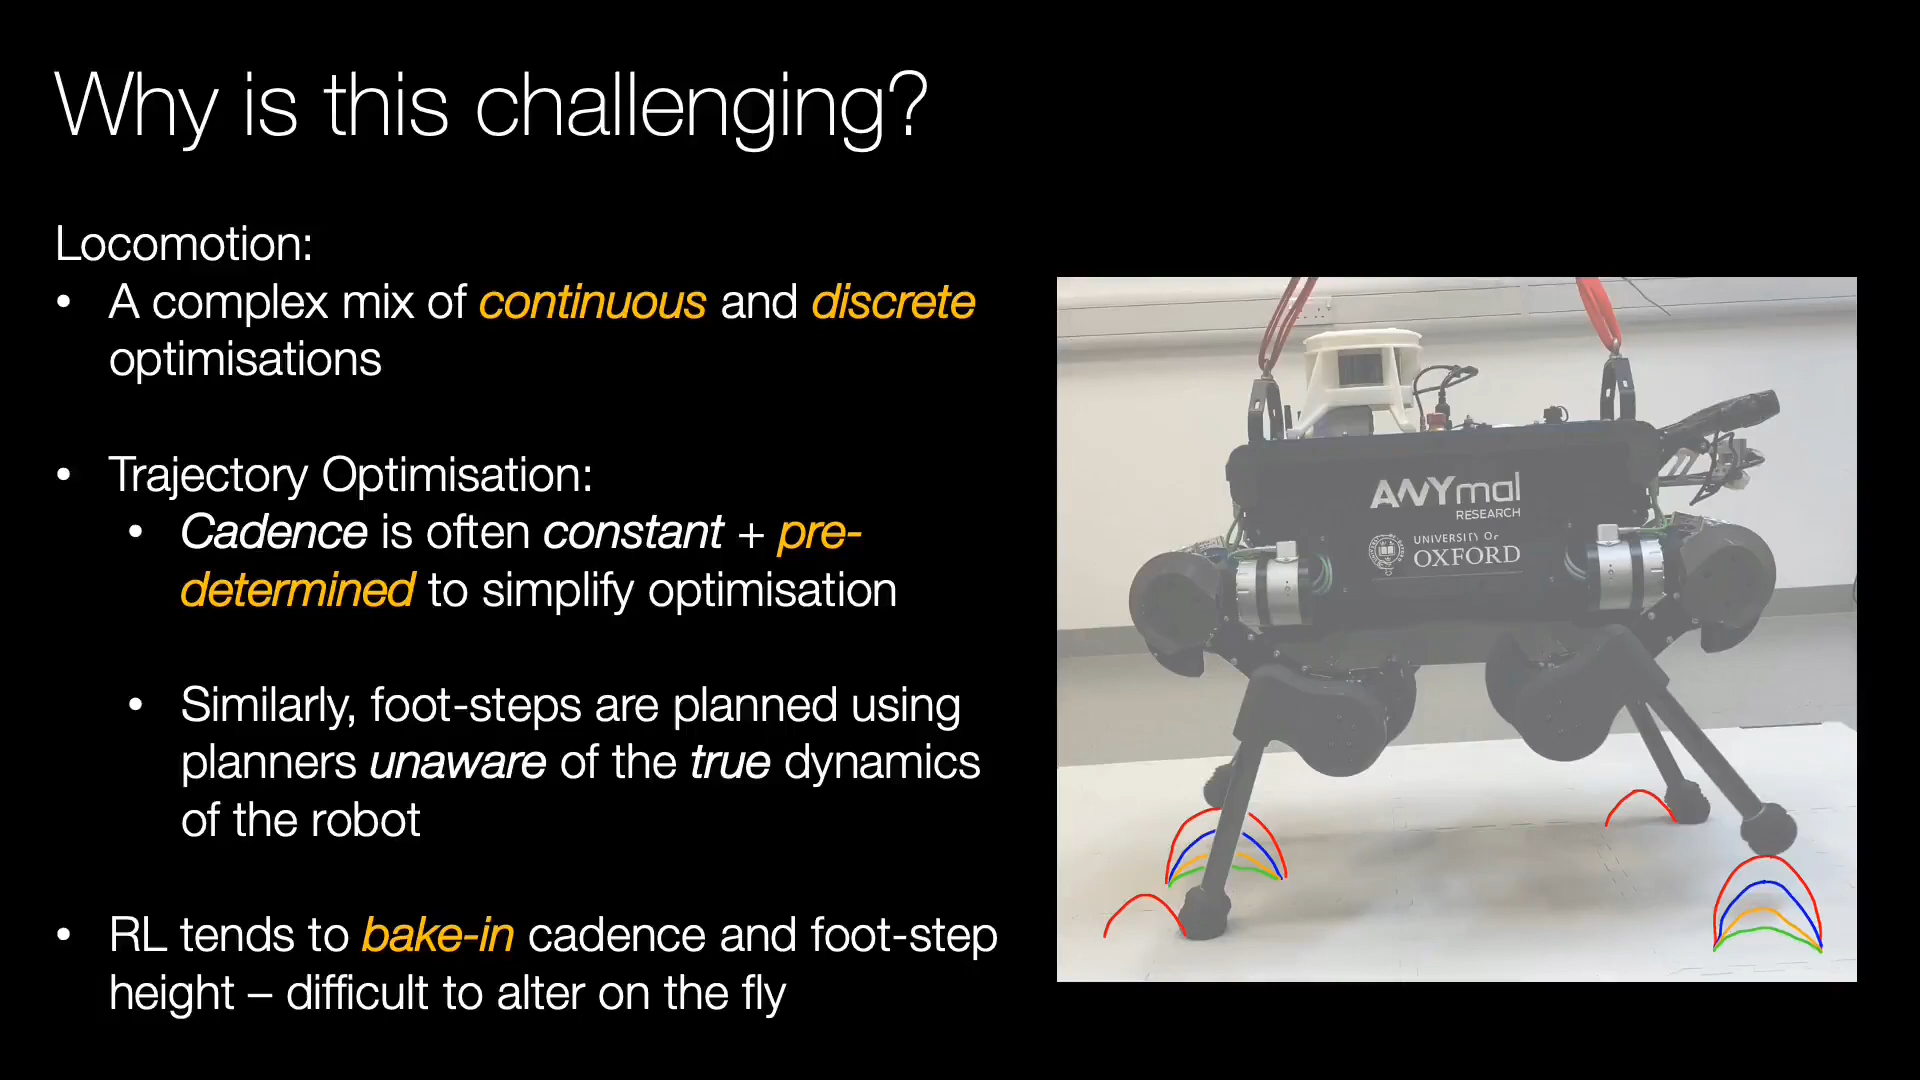 Why is this challenging?
Locomotion:
• A complex mix of continuous and discrete
optimisations
• Trajectory Optimisation:
• Cadence is often constant + pre-
determined to simplify optimisation
• Similarly, foot-steps are planned using
planners unaware of the true dynamics
of the robot
• RL tends to bake-in cadence and foot-step
height – difficult to alter on the fly
ANYmal
RESEARCH
UNIVERSITY OF
OXFORD